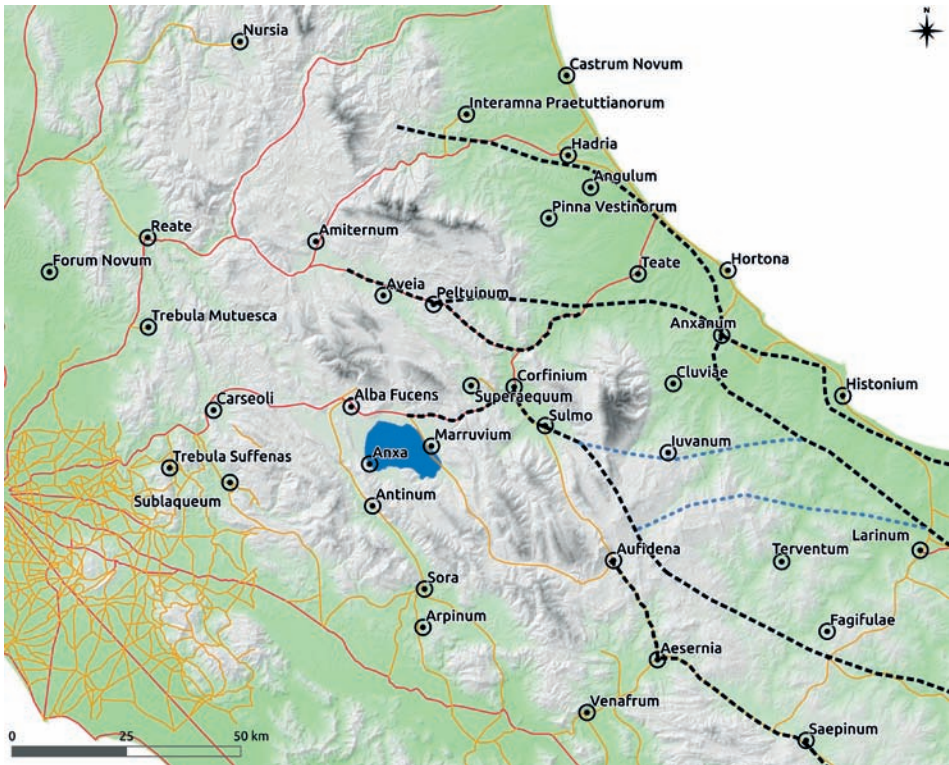 N
Nursia
Castrum Novum
Interamna Praetuttianorum
Hadria
Angulum
Pinna Vestinorum
Reate
Amiternum
Forum Novum
Teate
Hortona
Aveia
Peltuinum
Trebula Mutuesca
Anxanum
Cluviae
Corfinium
Histonium
Superaequum
Alba Fucens
Carseoli
Sulmo
Marruvium
Iuvanum
Anxa
Trebula Suffenas
Sublaqueum
Antinum
Larinum
Aufidena
Terventum
Sora
Arpinum
Fagifulae
Aesernia
Venafrum
Saepinum
0 25 50 km